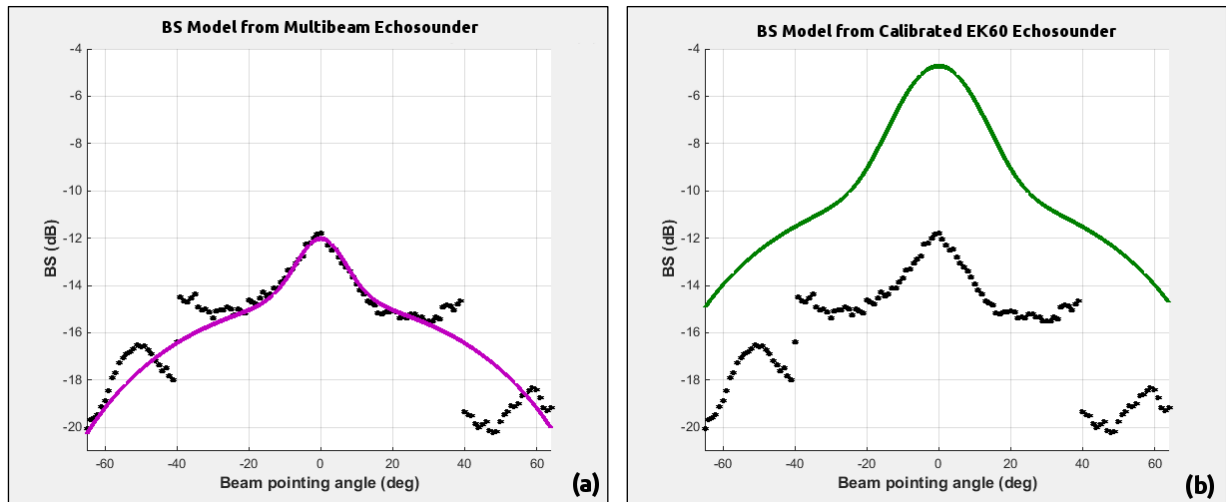 BS Model from Multibeam Echosounder
-4
-6
-8
-10
-12
-14
-16
-18
-20
BS (dB)
-60 -40 -20 0 20 40 60
Beam pointing angle (deg)
(a)
BS Model from Calibrated EK60 Echosounder
-4
-6
-8
-10
-12
-14
-16
-18
-20
BS (dB)
-60 -40 -20 0 20 40 60
Beam pointing angle (deg)
(b)